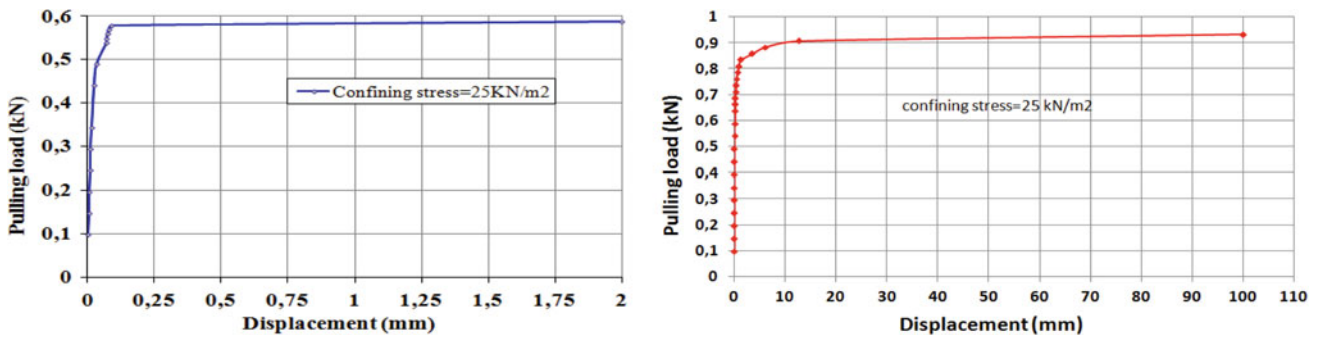 0,6
0,5
0,4
0,3
0,2
0,1
0
Pulling load (kN)
Confining stress=25KN/m2
0 0,25 0,5 0,75 1 1,25 1,5 1,75 2
Displacement (mm)
1
0,9
0,8
0,7
0,6
0,5
0,4
0,3
0,2
0,1
0
Pulling load (kN)
confining stress=25 kN/m2
0 10 20 30 40 50 60 70 80 90 100 110
Displacement (mm)